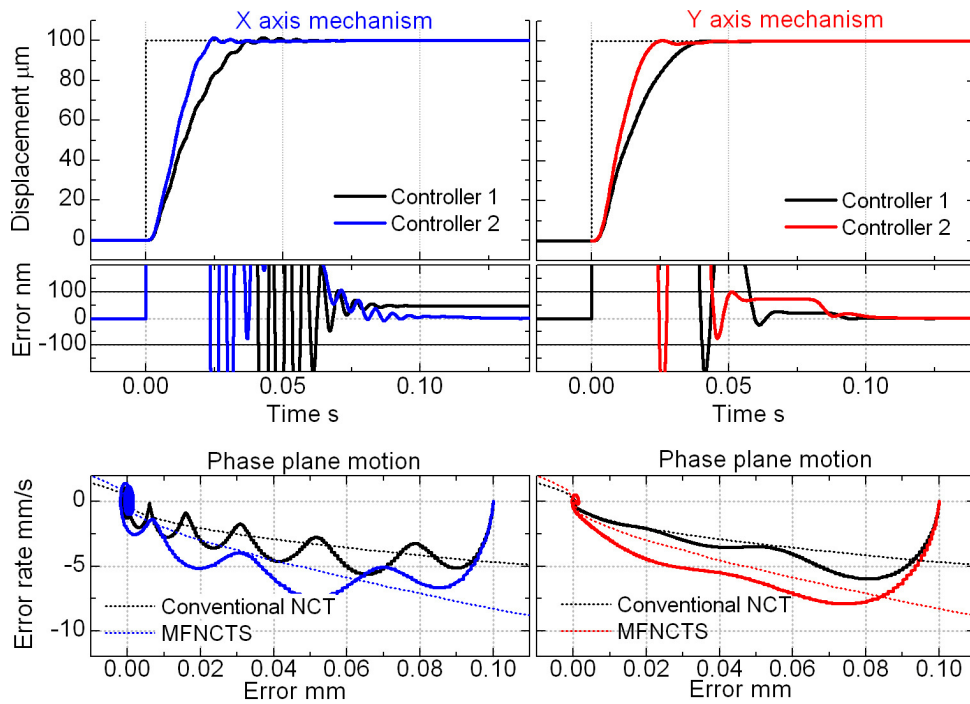 X axis mechanism
Y axis mechanism
Displacement μm
100
80
60
40
20
0
Controller 1
Controller 2
Controller 1
Controller 2
Error nm
100
0
-100
0.00 0.05 0.10
0.00 0.05 0.10
Time s
Time s
Phase plane motion
Phase plane motion
Error rate mm/s
0
-5
-10
Conventional NCT
MFNCTS
Conventional NCT
MFNCTS
0.00 0.02 0.04 0.06 0.08 0.10
0.00 0.02 0.04 0.06 0.08 0.10
Error mm
Error mm